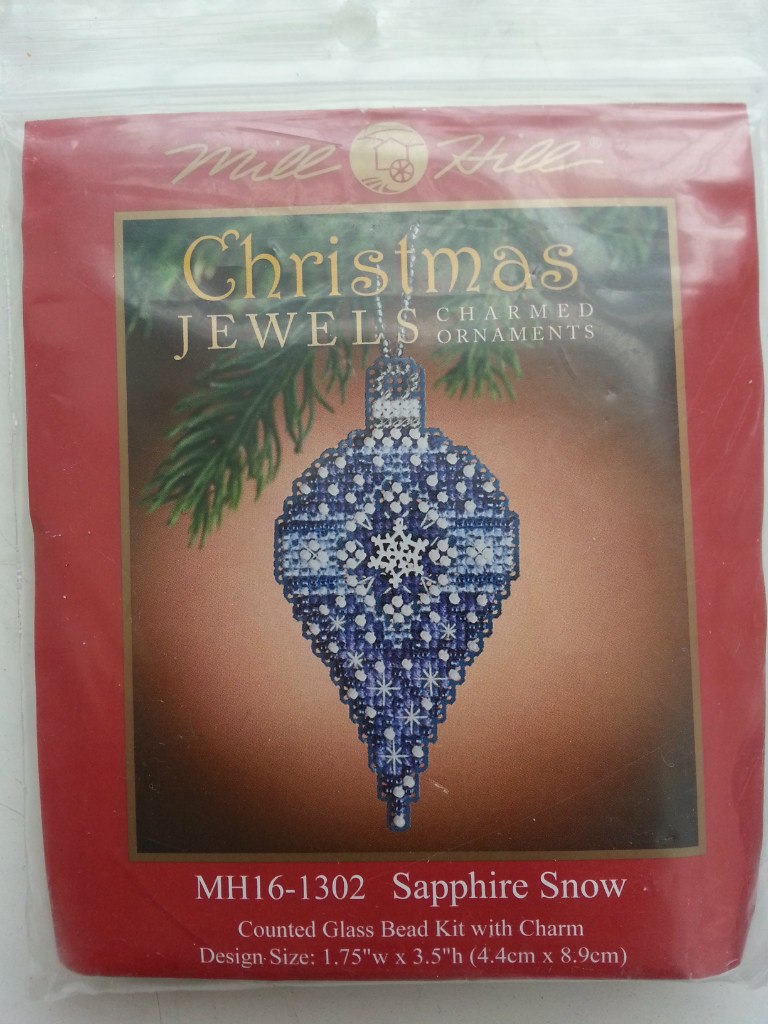 Mill Hill®
Christmas
JEWELS CHARMED
ORNAMENTS
MH16-1302 Sapphire Snow
Counted Glass Bead Kit with Charm
Design Size: 1.75"w x 3.5"h (4.4cm x 8.9cm)